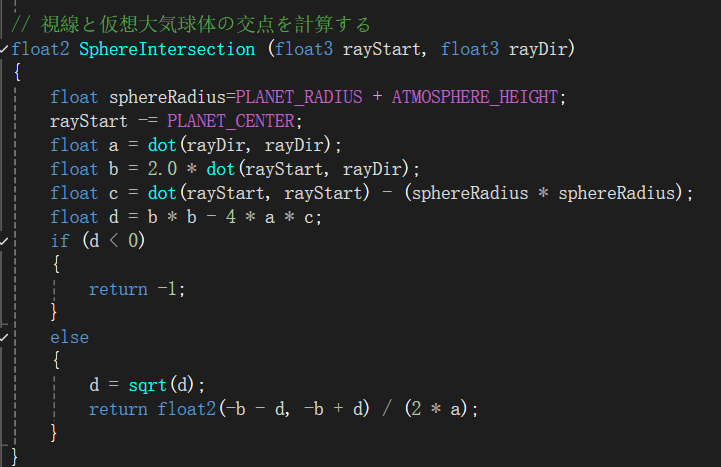 // 視線と仮想大気球体の交点を計算する
float2 SphereIntersection (float3 rayStart, float3 rayDir)
{
float sphereRadius=PLANET_RADIUS + ATMOSPHERE_HEIGHT;
rayStart -= PLANET_CENTER;
float a = dot(rayDir, rayDir);
float b = 2.0 * dot(rayStart, rayDir);
float c = dot(rayStart, rayStart) - (sphereRadius * sphereRadius);
float d = b * b - 4 * a * c;
if (d < 0)
{
return -1;
}
else
{
d = sqrt(d);
return float2(-b - d, -b + d) / (2 * a);
}
}